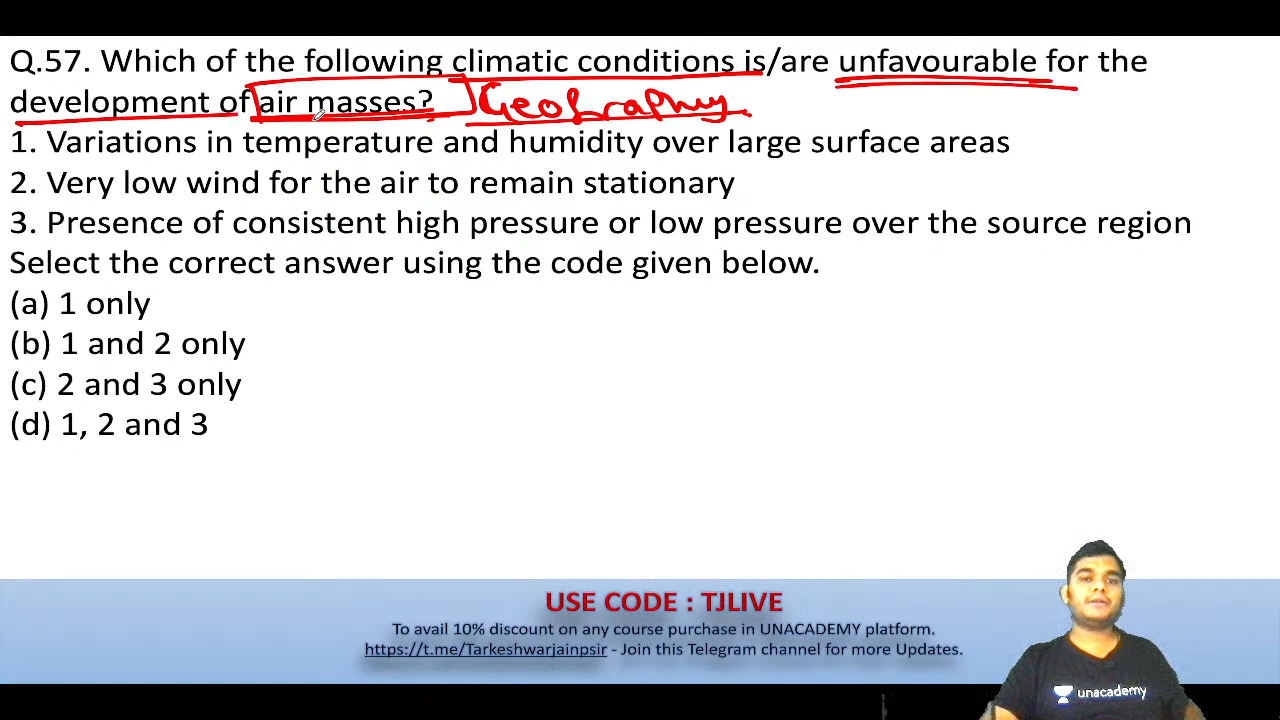 Q.57. Which of the following climatic conditions is/are unfavourable for the
development of air masses? Geography
1. Variations in temperature and humidity over large surface areas
2. Very low wind for the air to remain stationary
3. Presence of consistent high pressure or low pressure over the source region
Select the correct answer using the code given below.
(a) 1 only
(b) 1 and 2 only
(c) 2 and 3 only
(d) 1, 2 and 3
USE CODE : TJLIVE
To avail 10% discount on any course purchase in UNACADEMY platform.
https://t.me/Tarkeshwarjainpsir - Join this Telegram channel for more Updates.
unacademy